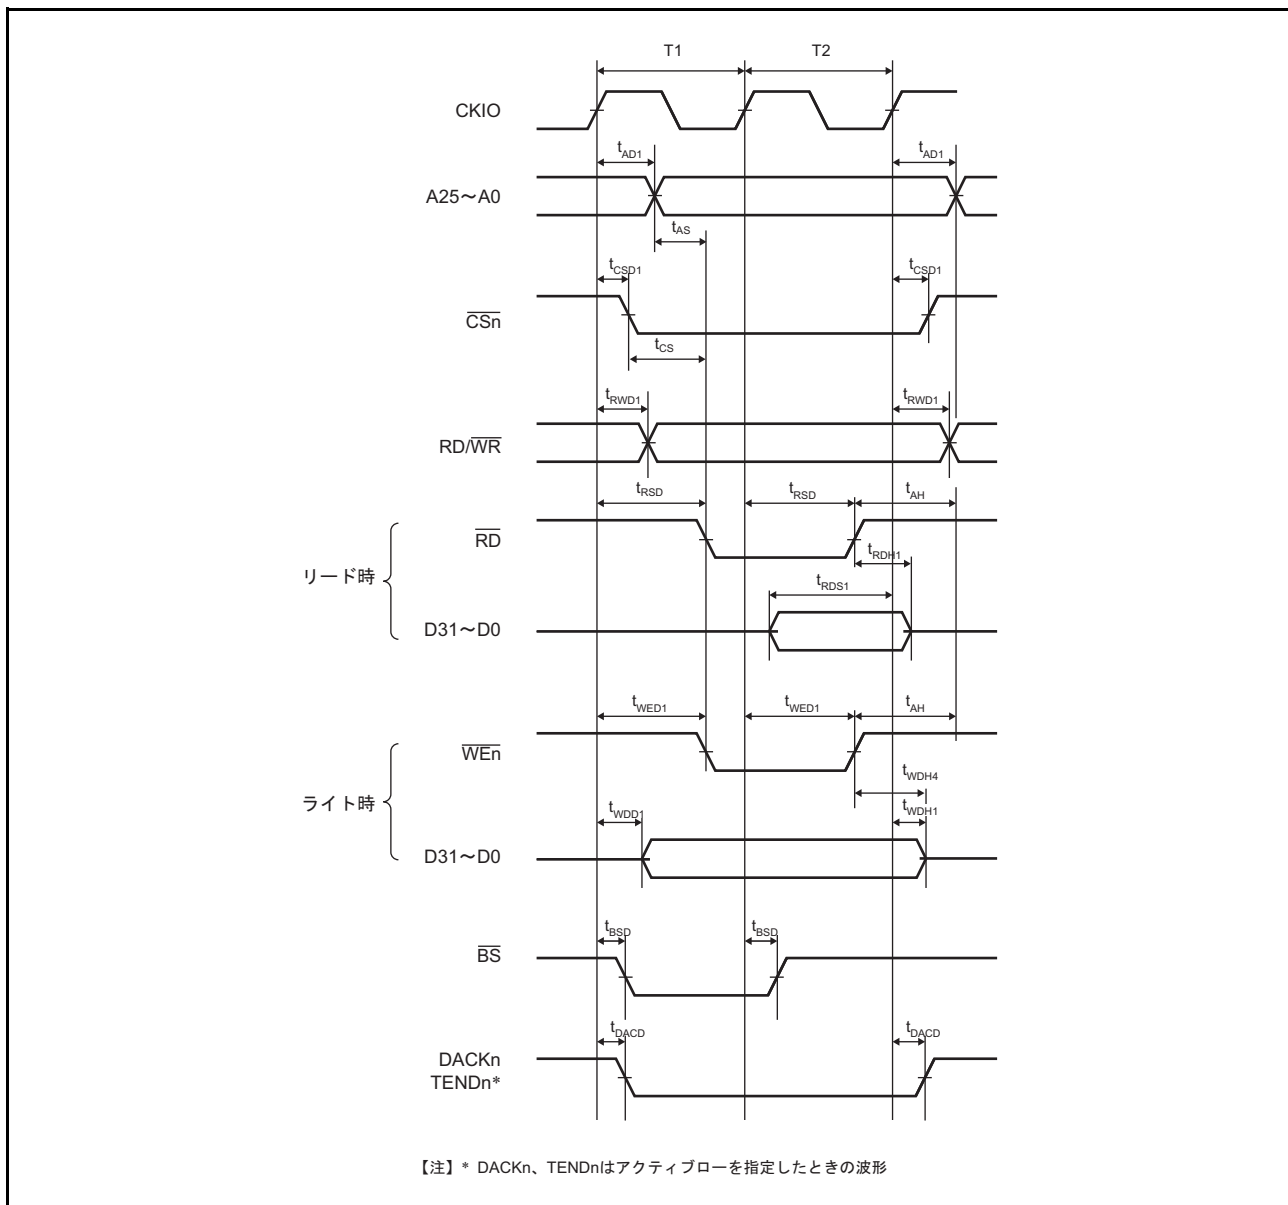 T1 T2
CKIO
tAD1 tAD1
A25～A0
tAS
tCSD1 tCSD1
CSn
tCS
tRWD1 tRWD1
RD/WR
tRSD tRSD tAH
RD
tRDH1
リード時
tRDS1
D31～D0
tWED1 tWED1 tAH
WEn
tWDH4
ライト時
tWDD1 tWDH1
D31～D0
tBSD tBSD
BS
tDACD tDACD
DACKn
TENDn*
【注】* DACKn、TENDnはアクティブローを指定したときの波形